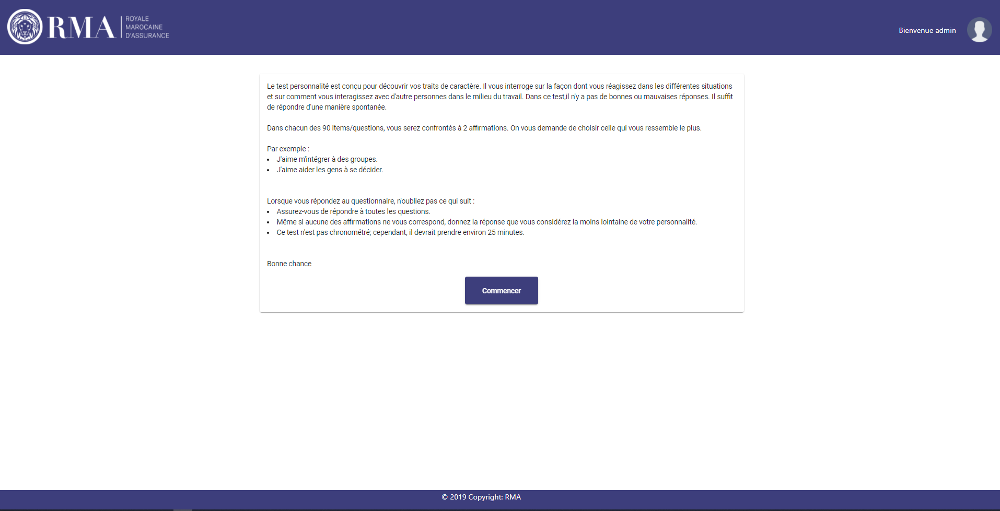 RMA
ROYALE
MAROCAINE
D'ASSURANCE
Bienvenue admin
Le test personnalité est conçu pour découvrir vos traits de caractère. Il vous interroge sur la façon dont vous réagissez dans les différentes situations
et sur comment vous interagissez avec d'autre personnes dans le milieu du travail. Dans ce test,il n'y a pas de bonnes ou mauvaises réponses. Il suffit
de répondre d'une manière spontanée.
Dans chacun des 90 items/questions, vous serez confrontés à 2 affirmations. On vous demande de choisir celle qui vous ressemble le plus.
Par exemple :
• J'aime m'intégrer à des groupes.
• J'aime aider les gens à se décider.
Lorsque vous répondez au questionnaire, n'oubliez pas ce qui suit :
• Assurez-vous de répondre à toutes les questions.
• Même si aucune des affirmations ne vous correspond, donnez la réponse que vous considérez la moins lointaine de votre personnalité.
• Ce test n'est pas chronométré; cependant, il devrait prendre environ 25 minutes.
Bonne chance
Commencer
© 2019 Copyright: RMA